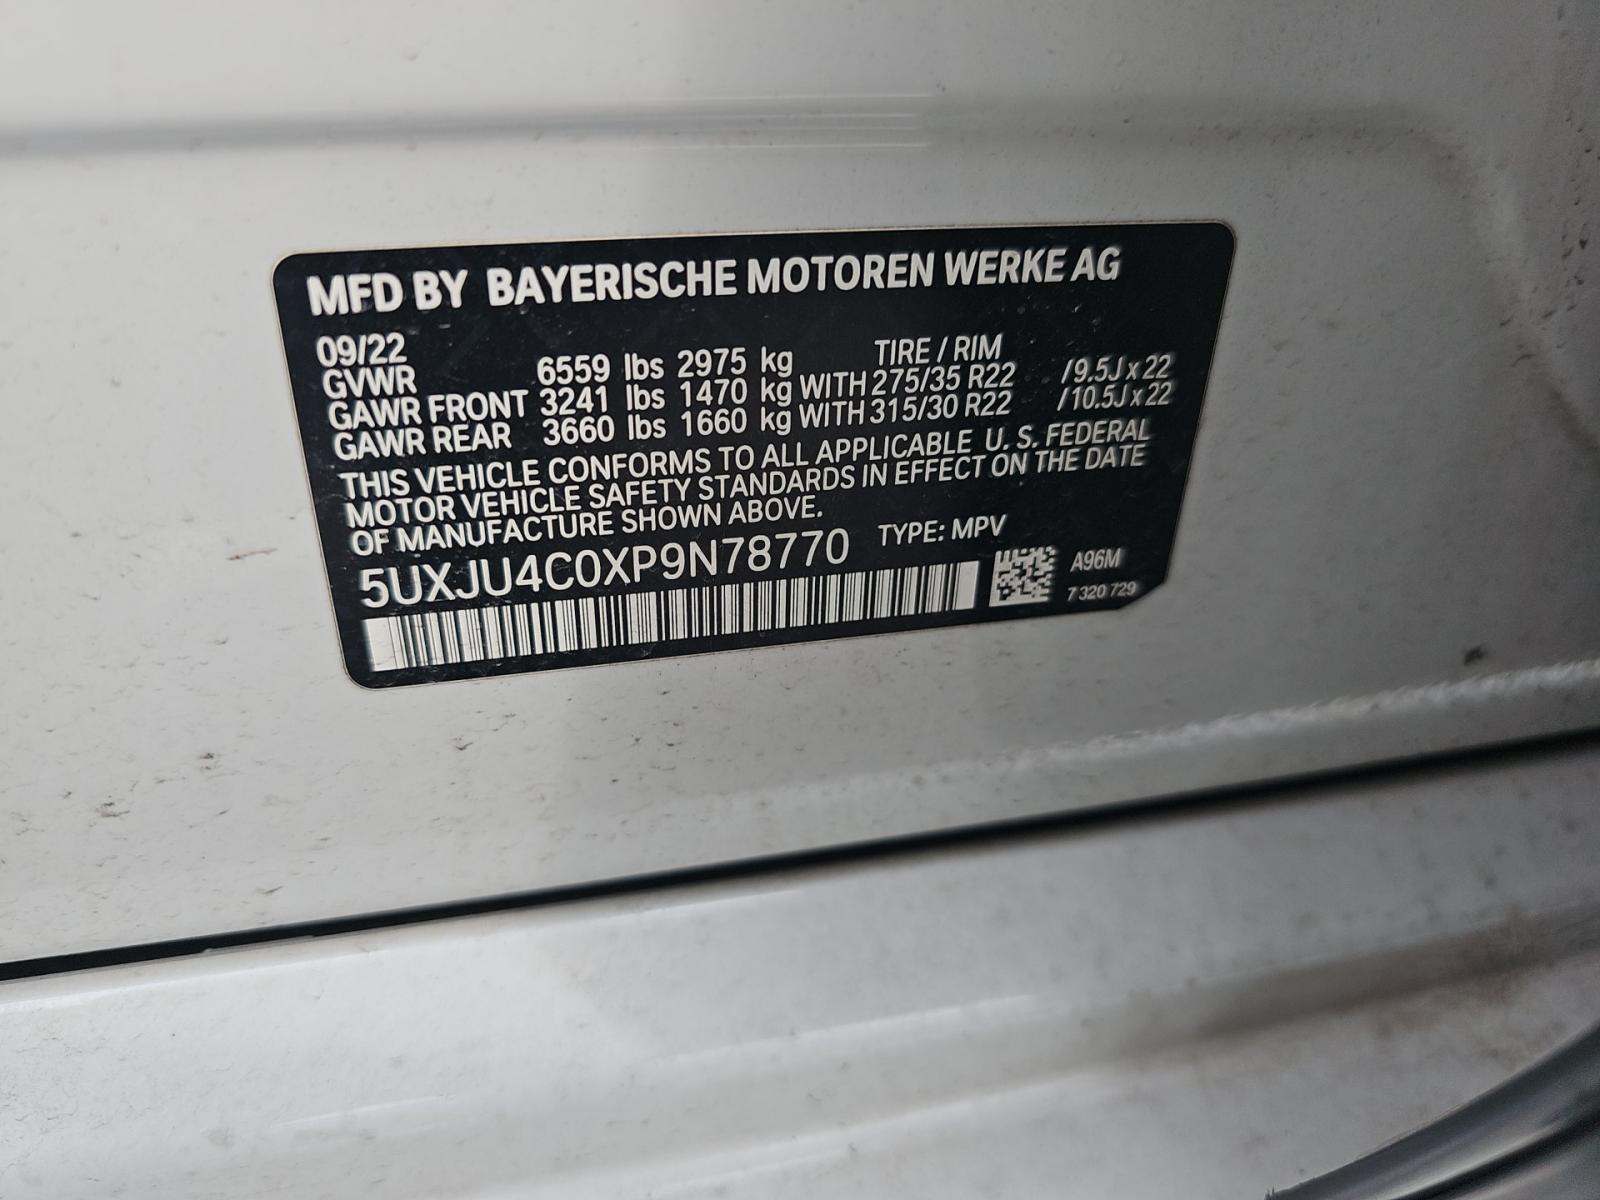 MFD BY BAYERISCHE MOTOREN WERKE AG
09/22 TIRE / RIM
GVWR 6559 lbs 2975 kg
GAWR FRONT 3241 lbs 1470 kg WITH 275/35 R22 /9.5J x 22
GAWR REAR 3660 lbs 1660 kg WITH 315/30 R22 /10.5J x 22
THIS VEHICLE CONFORMS TO ALL APPLICABLE U. S. FEDERAL
MOTOR VEHICLE SAFETY STANDARDS IN EFFECT ON THE DATE
OF MANUFACTURE SHOWN ABOVE.
5UXJU4C0XP9N78770 TYPE: MPV
A96M
7 320 729